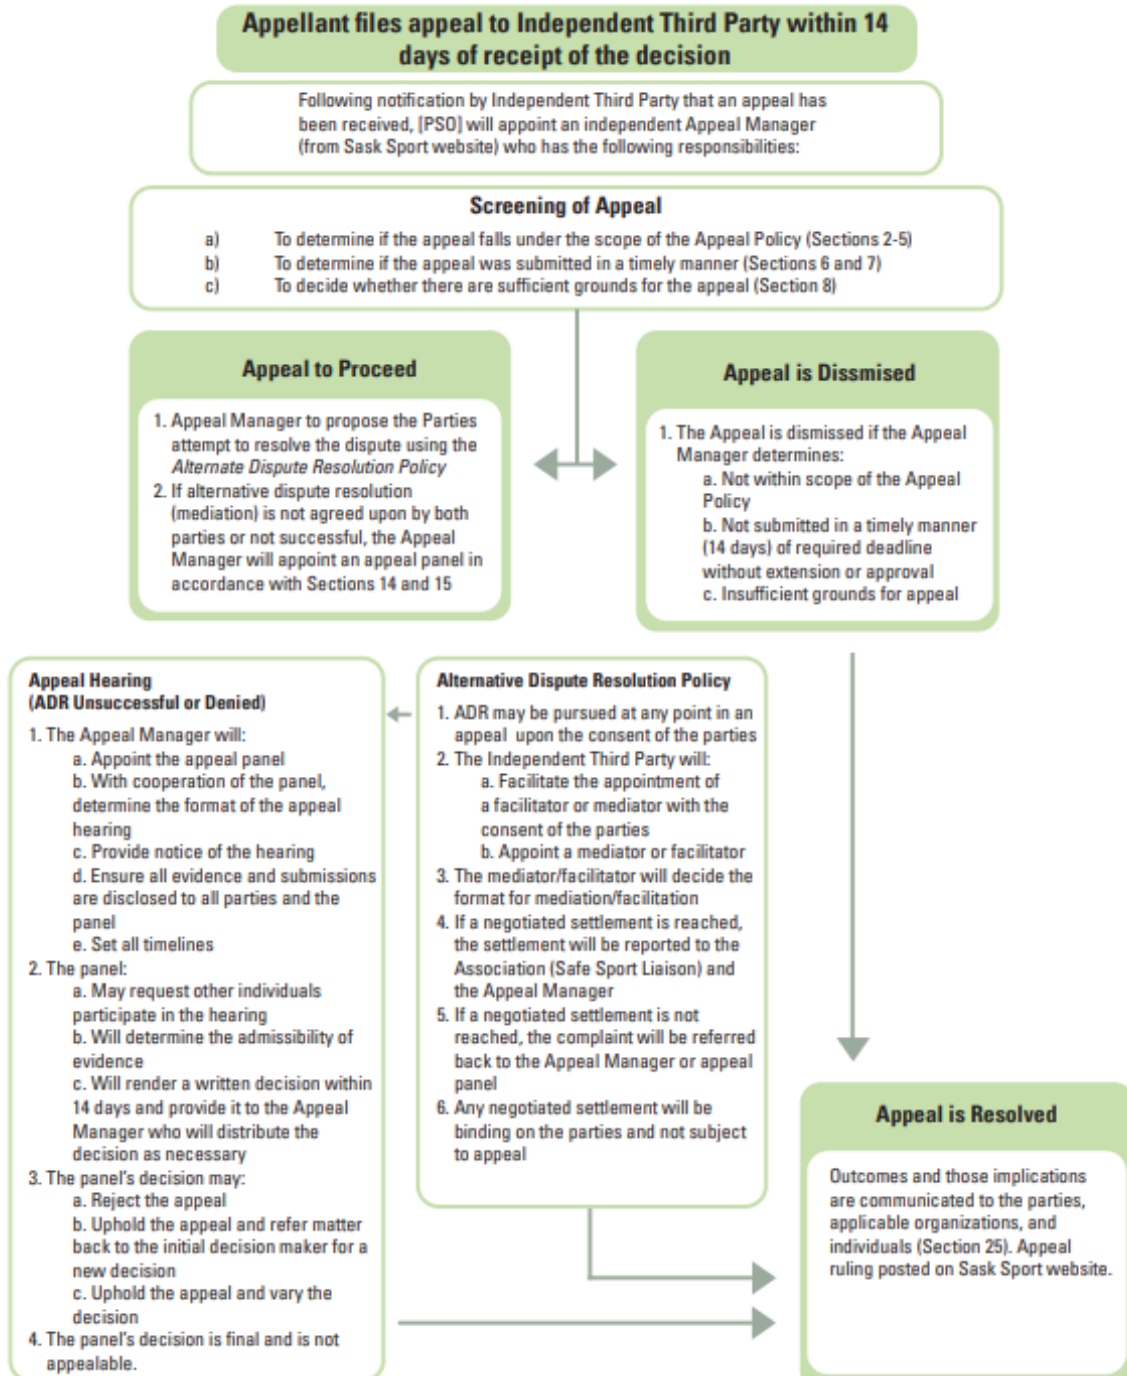 Appellant files appeal to Independent Third Party within 14
days of receipt of the decision
Following notification by Independent Third Party that an appeal has
been received, [PSO] will appoint an independent Appeal Manager
(from Sask Sport website) who has the following responsibilities:
Screening of Appeal
a) To determine if the appeal falls under the scope of the Appeal Policy (Sections 2-5)
b) To determine if the appeal was submitted in a timely manner (Sections 6 and 7)
c) To decide whether there are sufficient grounds for the appeal (Section 8)
Appeal to Proceed
1. Appeal Manager to propose the Parties
attempt to resolve the dispute using the
Alternate Dispute Resolution Policy
2. If alternative dispute resolution
(mediation) is not agreed upon by both
parties or not successful, the Appeal
Manager will appoint an appeal panel in
accordance with Sections 14 and 15
Appeal is Dissmised
1. The Appeal is dismissed if the Appeal
Manager determines:
a. Not within scope of the Appeal
Policy
b. Not submitted in a timely manner
(14 days) of required deadline
without extension or approval
c. Insufficient grounds for appeal
Appeal Hearing
(ADR Unsuccessful or Denied)
1. The Appeal Manager will:
a. Appoint the appeal panel
b. With cooperation of the panel,
determine the format of the appeal
hearing
c. Provide notice of the hearing
d. Ensure all evidence and submissions
are disclosed to all parties and the
panel
e. Set all timelines
2. The panel:
a. May request other individuals
participate in the hearing
b. Will determine the admissibility of
evidence
c. Will render a written decision within
14 days and provide it to the Appeal
Manager who will distribute the
decision as necessary
3. The panel's decision may:
a. Reject the appeal
b. Uphold the appeal and refer matter
back to the initial decision maker for a
new decision
c. Uphold the appeal and vary the
decision
4. The panel's decision is final and is not
appealable.
Alternative Dispute Resolution Policy
1. ADR may be pursued at any point in an
appeal upon the consent of the parties
2. The Independent Third Party will:
a. Facilitate the appointment of
a facilitator or mediator with the
consent of the parties
b. Appoint a mediator or facilitator
3. The mediator/facilitator will decide the
format for mediation/facilitation
4. If a negotiated settlement is reached,
the settlement will be reported to the
Association (Safe Sport Liaison) and
the Appeal Manager
5. If a negotiated settlement is not
reached, the complaint will be referred
back to the Appeal Manager or appeal
panel
6. Any negotiated settlement will be
binding on the parties and not subject
to appeal
Appeal is Resolved
Outcomes and those implications
are communicated to the parties,
applicable organizations, and
individuals (Section 25). Appeal
ruling posted on Sask Sport website.